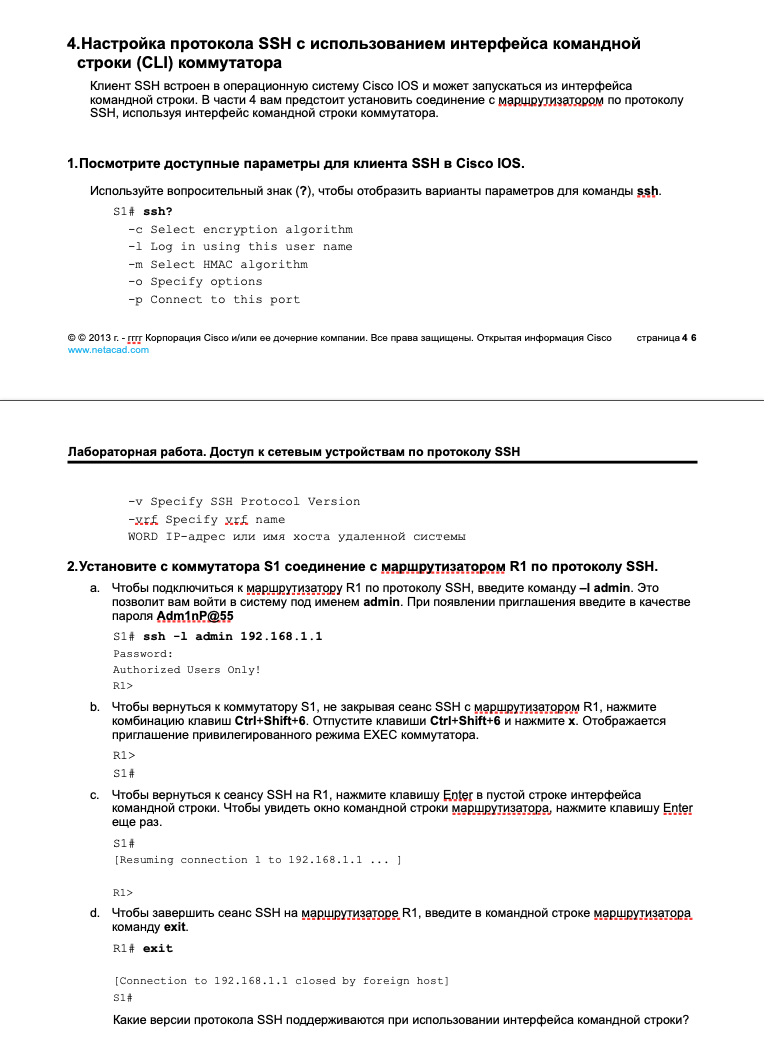 4.Настройка протокола SSH с использованием интерфейса командной
строки (CLI) коммутатора
Клиент SSH встроен в операционную систему Cisco IOS и может запускаться из интерфейса
командной строки. В части 4 вам предстоит установить соединение с маршрутизатором по протоколу
SSH, используя интерфейс командной строки коммутатора.
1.Посмотрите доступные параметры для клиента SSH в Cisco IOS.
Используйте вопросительный знак (?), чтобы отобразить варианты параметров для команды ssh.
S1# ssh?
-c Select encryption algorithm
-l Log in using this user name
-m Select HMAC algorithm
-o Specify options
-p Connect to this port
© © 2013 г. - гггг Корпорация Cisco и/или ее дочерние компании. Все права защищены. Открытая информация Cisco страница 4 6
www.netacad.com
Лабораторная работа. Доступ к сетевым устройствам по протоколу SSH
-v Specify SSH Protocol Version
-vrf Specify vrf name
WORD IP-адрес или имя хоста удаленной системы
2.Установите с коммутатора S1 соединение с маршрутизатором R1 по протоколу SSH.
a. Чтобы подключиться к маршрутизатору R1 по протоколу SSH, введите команду –l admin. Это
позволит вам войти в систему под именем admin. При появлении приглашения введите в качестве
пароля Adm1nP@55
S1# ssh -l admin 192.168.1.1
Password:
Authorized Users Only!
R1>
b. Чтобы вернуться к коммутатору S1, не закрывая сеанс SSH с маршрутизатором R1, нажмите
комбинацию клавиш Ctrl+Shift+6. Отпустите клавиши Ctrl+Shift+6 и нажмите x. Отображается
приглашение привилегированного режима EXEC коммутатора.
R1>
S1#
c. Чтобы вернуться к сеансу SSH на R1, нажмите клавишу Enter в пустой строке интерфейса
командной строки. Чтобы увидеть окно командной строки маршрутизатора, нажмите клавишу Enter
еще раз.
S1#
[Resuming connection 1 to 192.168.1.1 ... ]
R1>
d. Чтобы завершить сеанс SSH на маршрутизаторе R1, введите в командной строке маршрутизатора
команду exit.
R1# exit
[Connection to 192.168.1.1 closed by foreign host]
S1#
Какие версии протокола SSH поддерживаются при использовании интерфейса командной строки?